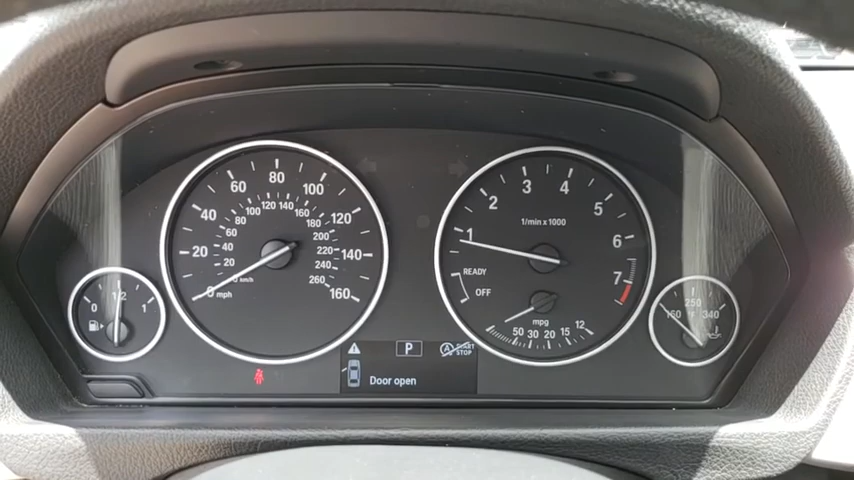 0 20 40 60 80 100 120 140 160
mph
20 40 60 80 100 120 140 160 180 200 220 240 260
km/h
1 2 3 4 5 6 7
1/min x 1000
READY
OFF
mpg
50 30 20 15 12
0 1/2 1
150 250 340
°F
P
START
STOP
Door open